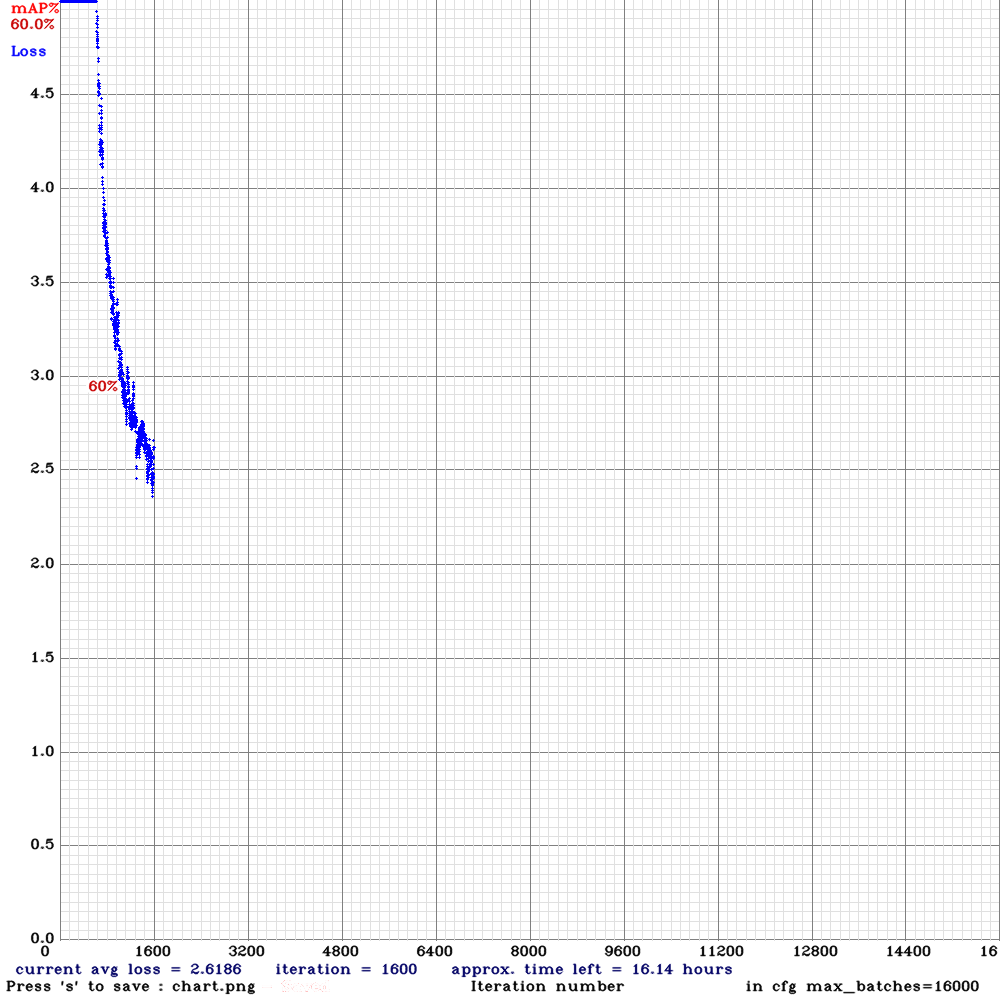 mAP%
60.0%
Loss
4.5
4.0
3.5
3.0
60%
2.5
2.0
1.5
1.0
0.5
0.0
0 1600 3200 4800 6400 8000 9600 11200 12800 14400 16
current avg loss = 2.6186 iteration = 1600 approx. time left = 16.14 hours
Press 's' to save : chart.png Iteration number in cfg max_batches=16000